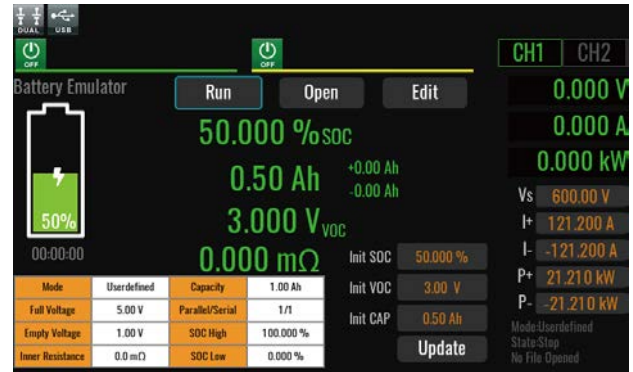 DUAL USB
OFF OFF
CH1 CH2
Battery Emulator Run Open Edit
0.000 V
50.000 %SOC
0.000 A
0.50 Ah +0.00 Ah
-0.00 Ah
0.000 kW
50%
3.000 V VOC
Vs 600.00 V
I+ 121.200 A
00:00:00
0.000 mΩ
Init SOC 50.000 %
I- -121.200 A
Mode Userdefined Capacity 1.00 Ah
Init VOC 3.00 V
P+ 21.210 kW
Full Voltage 5.00 V Parallel/Serial 1/1
Init CAP 0.50 Ah
P- -21.210 kW
Empty Voltage 1.00 V SOC High 100.000 %
Mode:Userdefined
Inner Resistance 0.0 mΩ SOC Low 0.000 %
Update
State:Stop
No File Opened